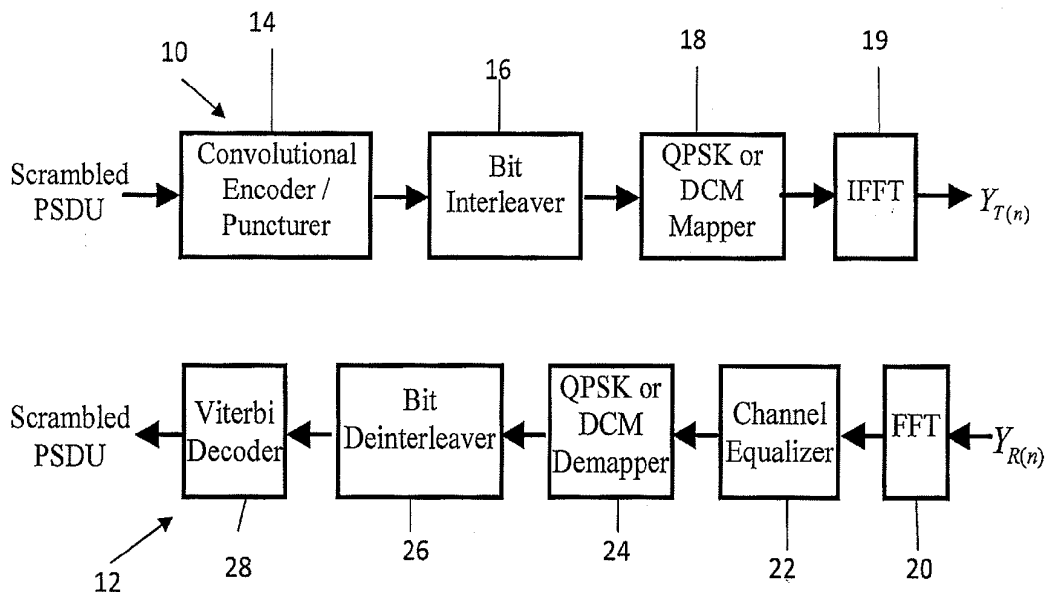 14
10
16
18
19
Scrambled
PSDU
Convolutional
Encoder /
Puncturer
Bit
Interleaver
QPSK or
DCM
Mapper
IFFT
Y_T(n)
Scrambled
PSDU
Viterbi
Decoder
Bit
Deinterleaver
QPSK or
DCM
Demapper
Channel
Equalizer
FFT
Y_R(n)
12
28
26
24
22
20